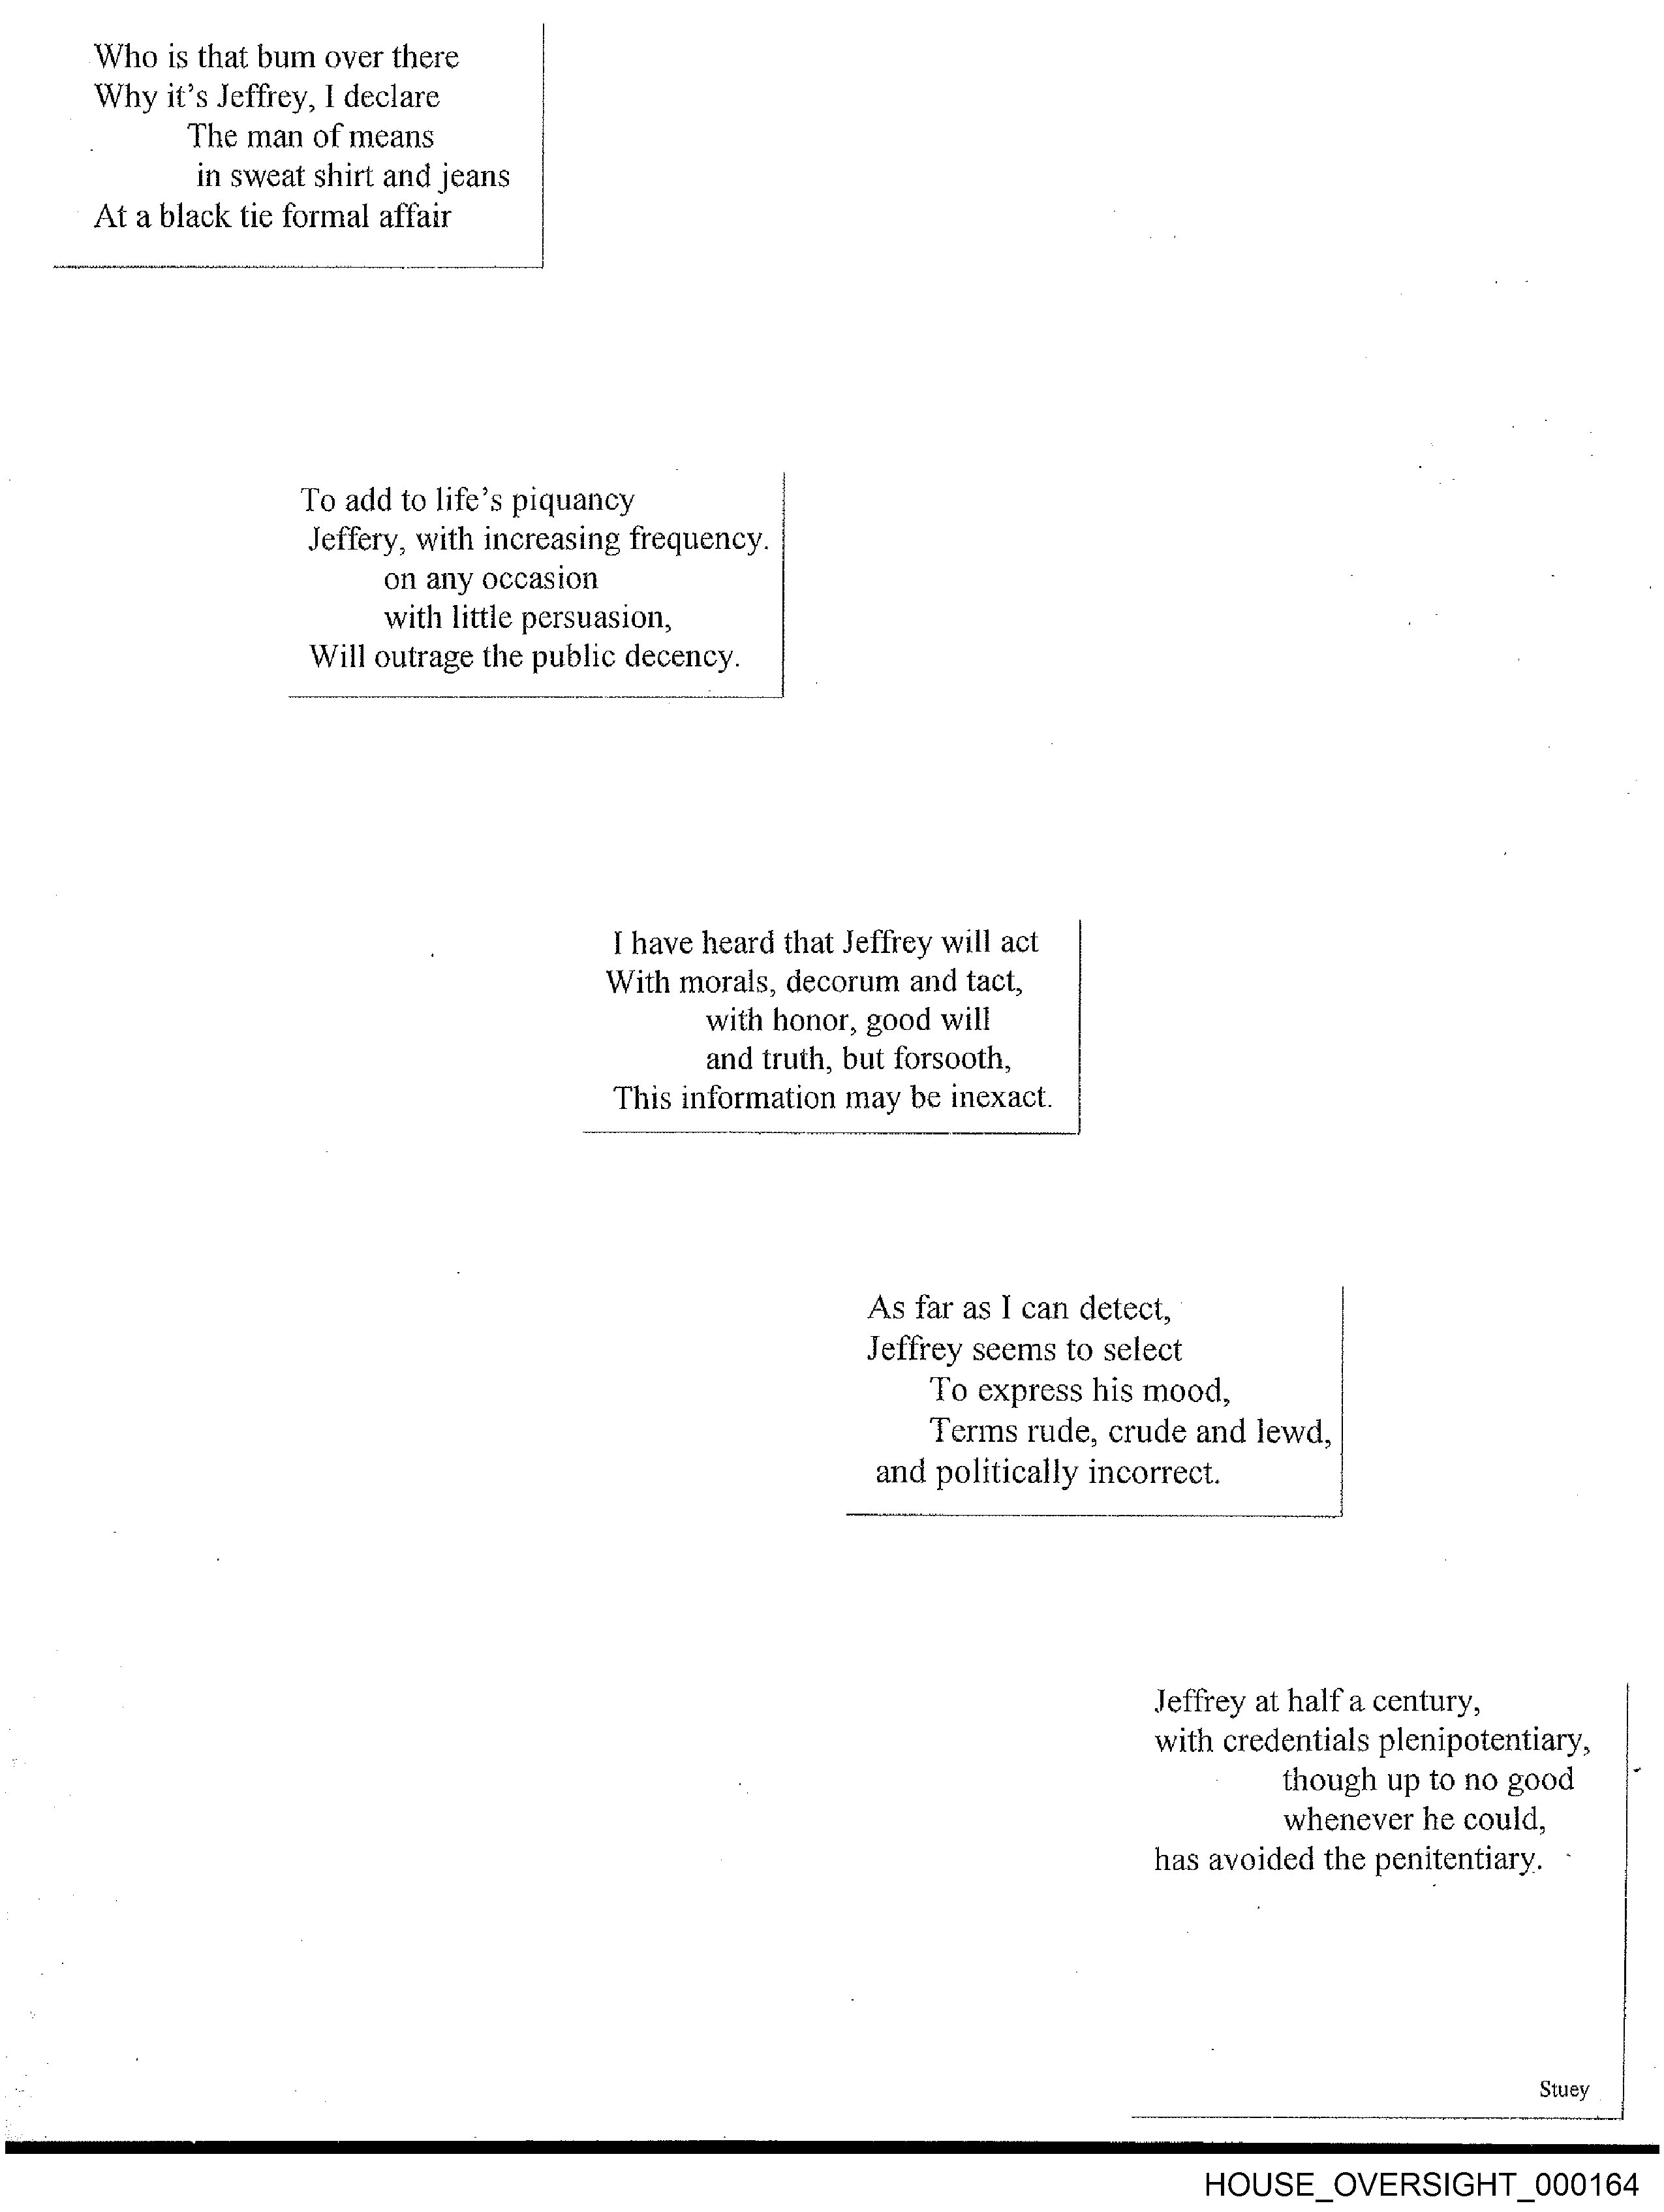 Who is that bum over there
Why it's Jeffrey, I declare
The man of means
in sweat shirt and jeans
At a black tie formal affair
To add to life's piquancy
Jeffery, with increasing frequency.
on any occasion
with little persuasion,
Will outrage the public decency.
I have heard that Jeffrey will act
With morals, decorum and tact,
with honor, good will
and truth, but forsooth,
This information may be inexact.
As far as I can detect,
Jeffrey seems to select
To express his mood,
Terms rude, crude and lewd,
and politically incorrect.
Jeffrey at half a century,
with credentials plenipotentiary,
though up to no good
whenever he could,
has avoided the penitentiary.
Stuey
HOUSE_OVERSIGHT_000164